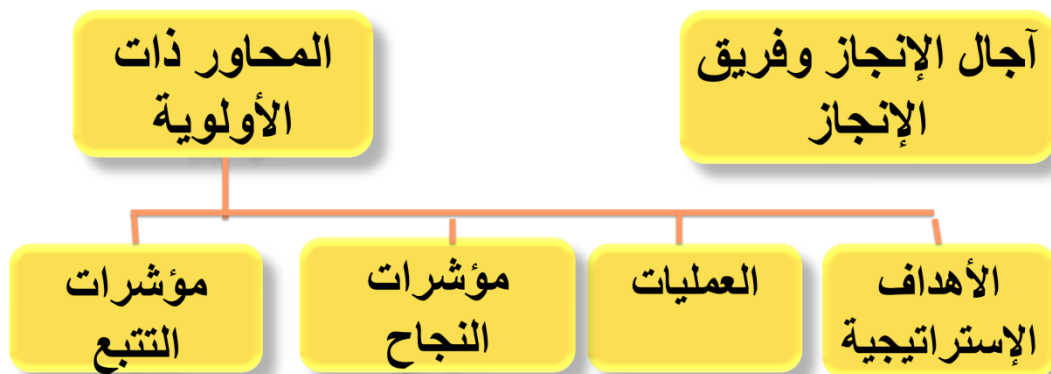 آجال الإنجاز وفريق
الإنجاز
المحاور ذات
الأولوية
الأهداف
الإستراتيجية
العمليات
مؤشرات
النجاح
مؤشرات
التتبع